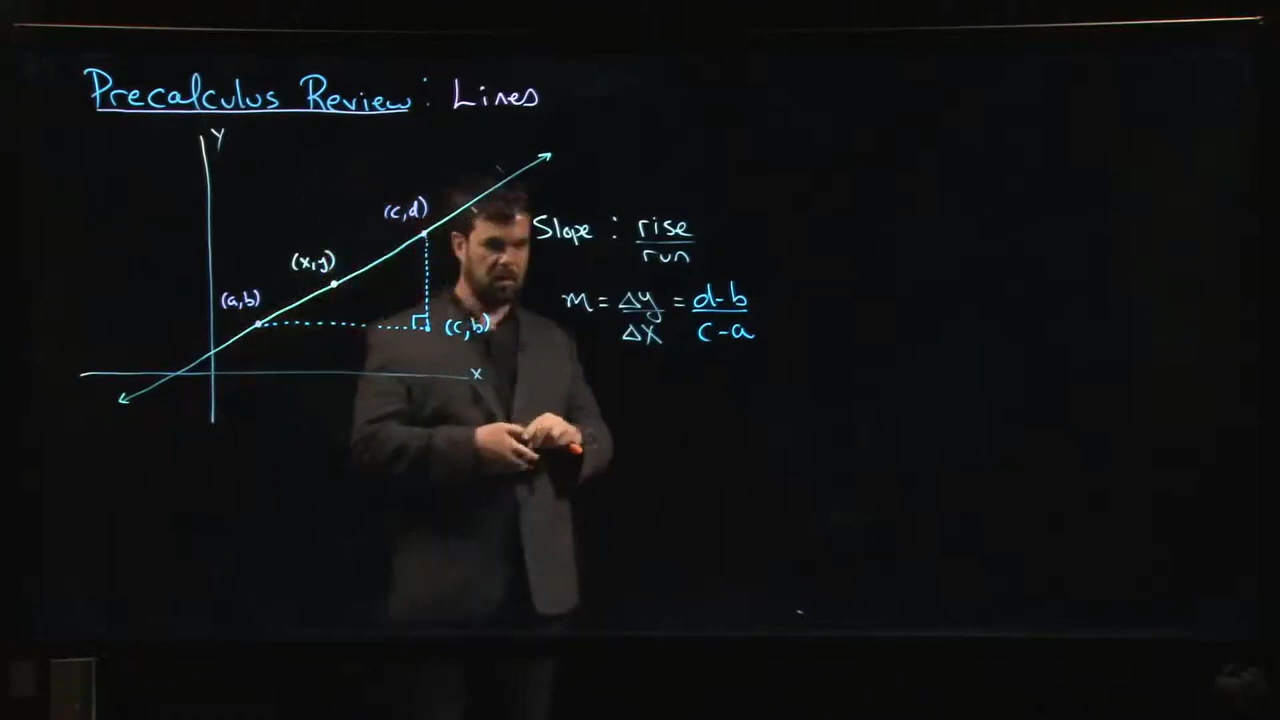 Precalculus Review: Lines
y
(c,d)
(x,y)
(a,b)
(c,b)
x
Slope : rise/run
m = Δy/Δx = d-b/c-a